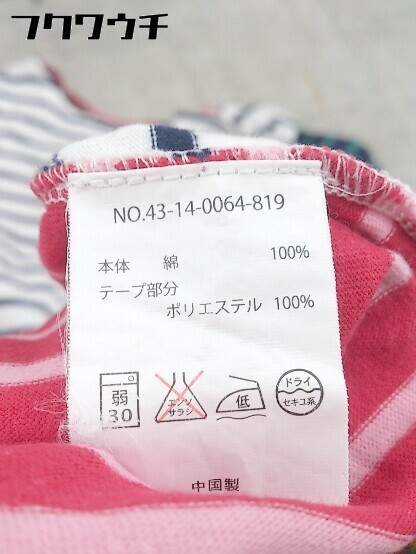 フクワウチ
NO.43-14-0064-819
本体 綿 100%
テープ部分
ポリエステル 100%
弱 30
エンソ サラシ
低
ドライ セキユ系
中国製